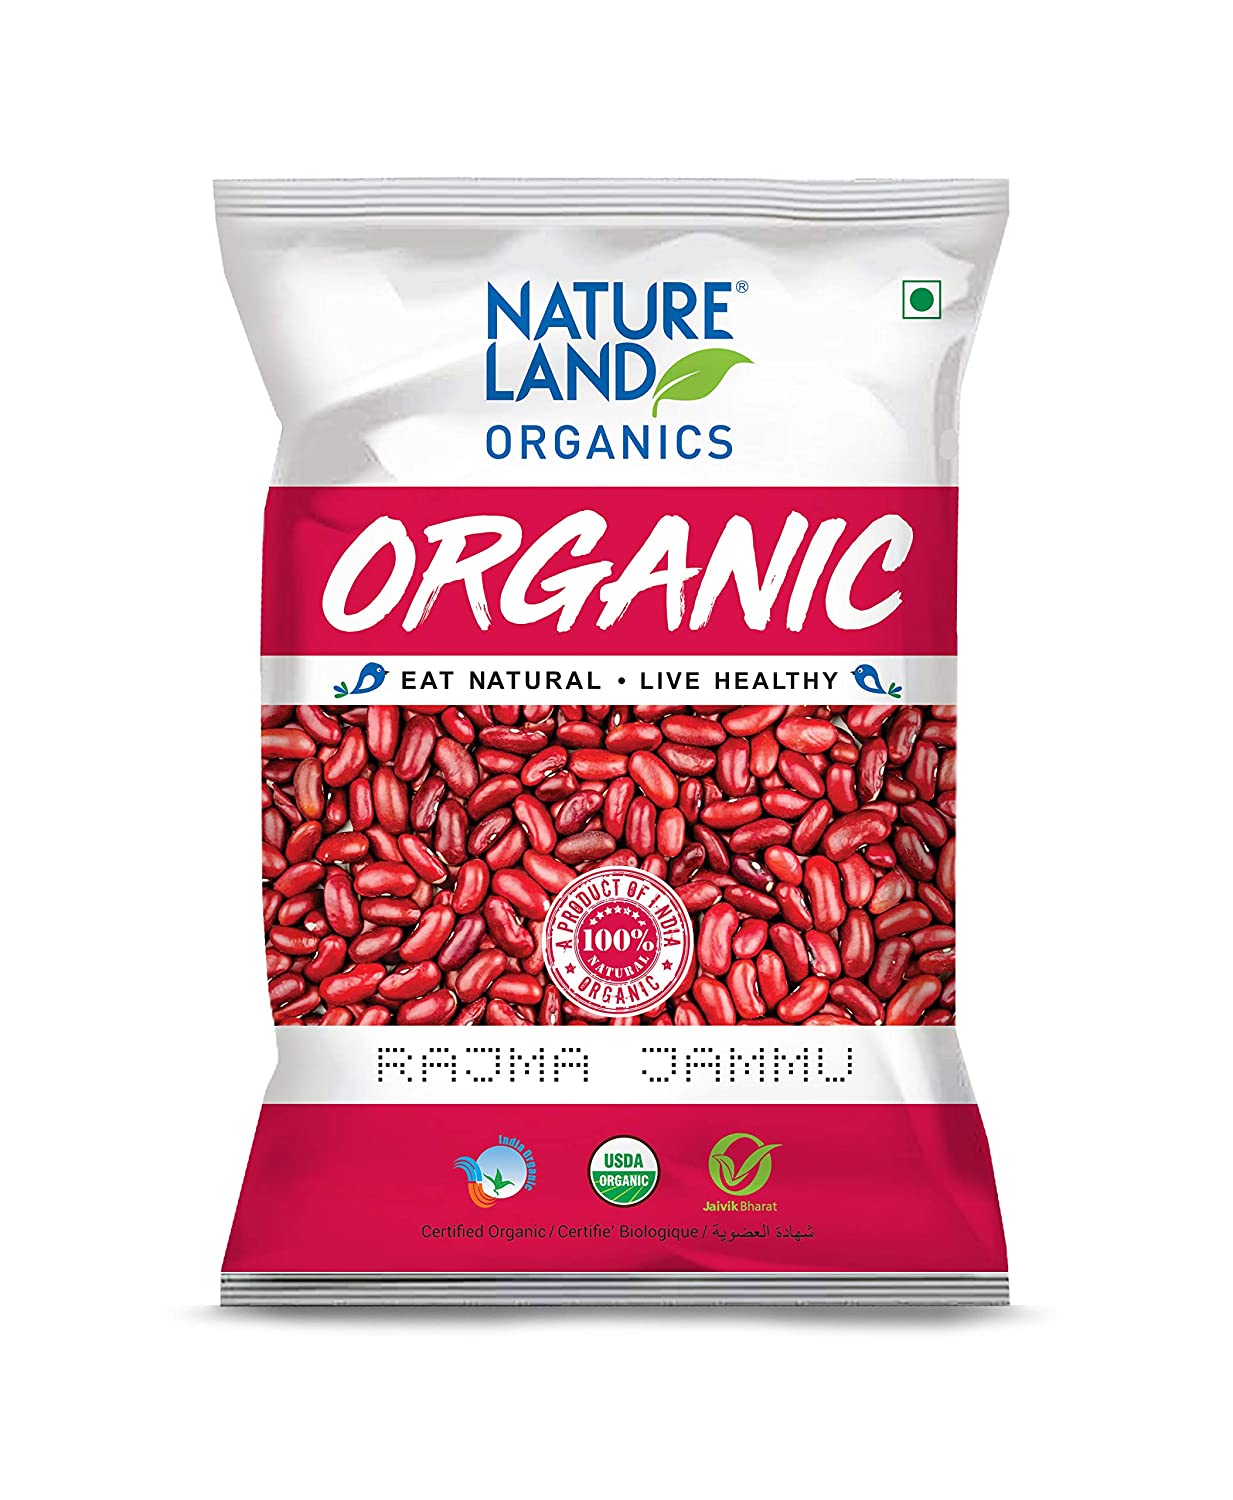 NATURE®
LAND
ORGANICS
ORGANIC
EAT NATURAL • LIVE HEALTHY
A PRODUCT OF INDIA
100%
NATURAL
ORGANIC
RAJMA JAMMU
India Organic
USDA
ORGANIC
Jaivik Bharat
Certified Organic / Certifie' Biologique / شهادة العضوية